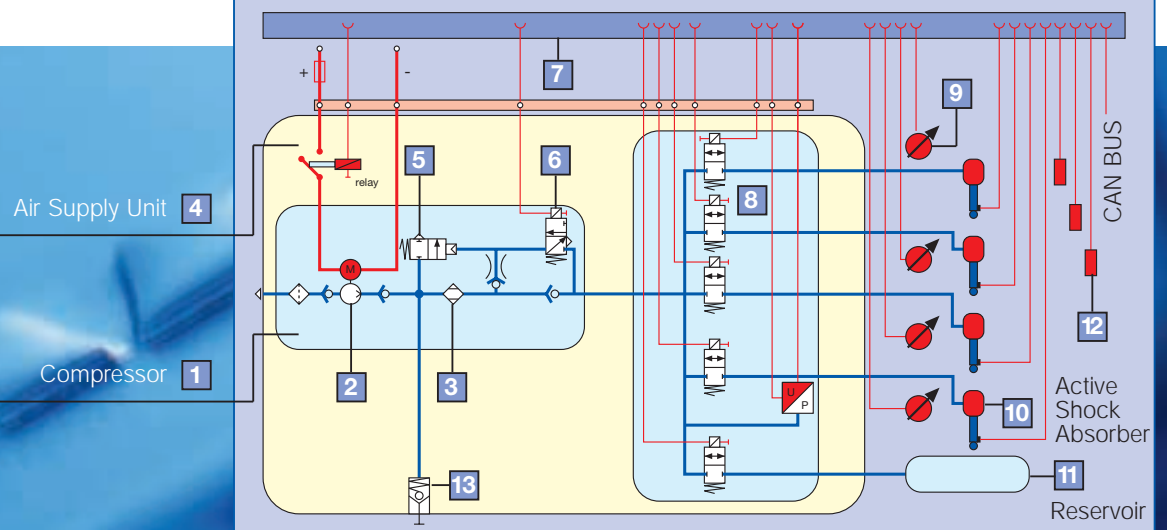 7
+
-
9
5
6
relay
CAN BUS
Air Supply Unit 4
8
M
12
Compressor 1
2
3
U
P
10
Active
Shock
Absorber
13
11
Reservoir